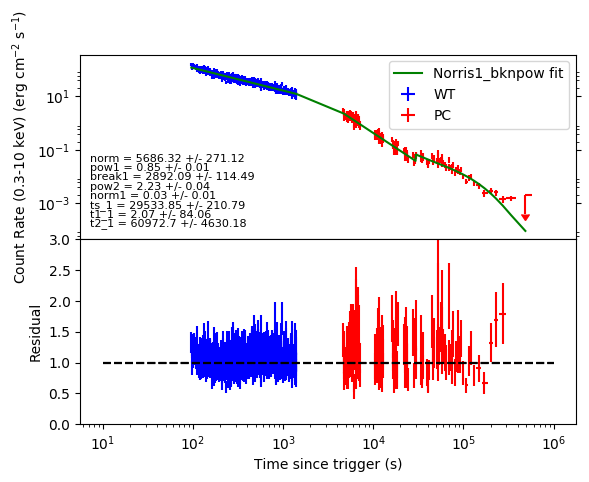 Count Rate (0.3-10 keV) (erg cm⁻² s⁻¹)
10¹
10⁻¹
10⁻³
Norris1_bknpow fit
WT
PC
norm = 5686.32 +/- 271.12
pow1 = 0.85 +/- 0.01
break1 = 2892.09 +/- 114.49
pow2 = 2.23 +/- 0.04
norm1 = 0.03 +/- 0.01
ts_1 = 29533.85 +/- 210.79
t1_1 = 2.07 +/- 84.06
t2_1 = 60972.7 +/- 4630.18
Residual
3.0
2.5
2.0
1.5
1.0
0.5
0.0
10¹ 10² 10³ 10⁴ 10⁵ 10⁶
Time since trigger (s)